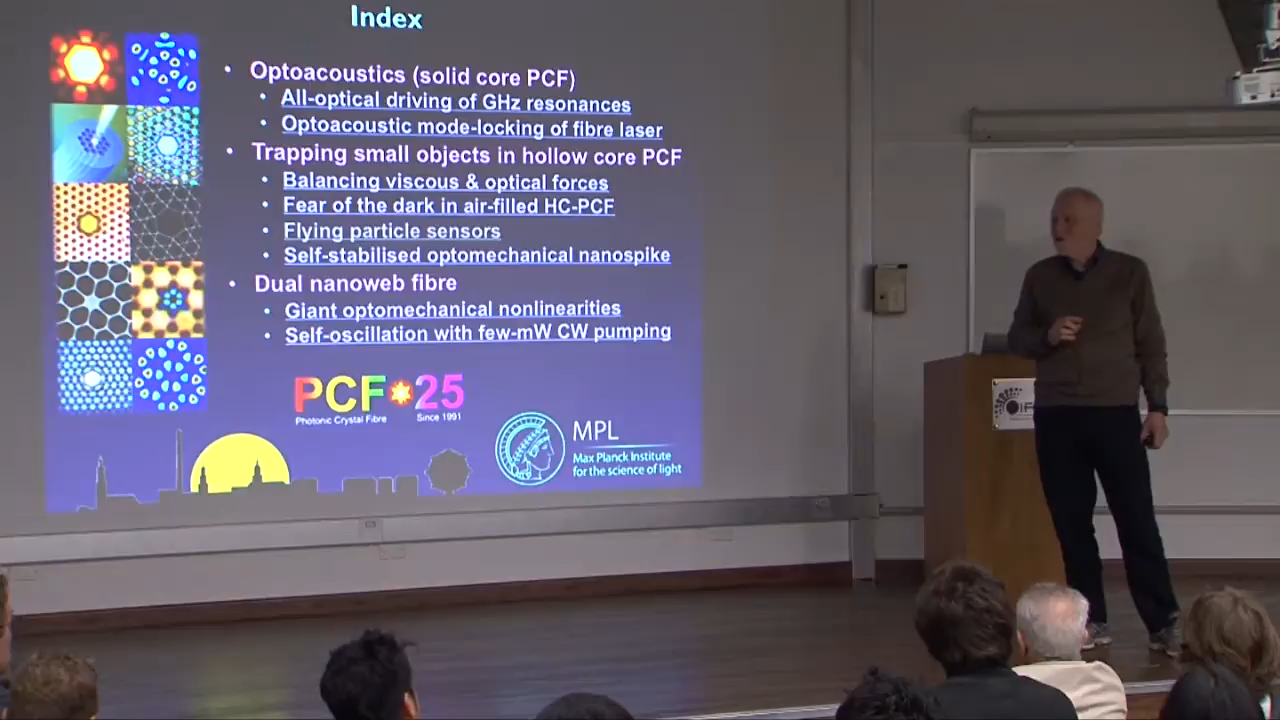 Index
• Optoacoustics (solid core PCF)
• All-optical driving of GHz resonances
• Optoacoustic mode-locking of fibre laser
• Trapping small objects in hollow core PCF
• Balancing viscous & optical forces
• Fear of the dark in air-filled HC-PCF
• Flying particle sensors
• Self-stabilised optomechanical nanospike
• Dual nanoweb fibre
• Giant optomechanical nonlinearities
• Self-oscillation with few-mW CW pumping
PCF 25
Photonic Crystal Fibre Since 1991
MPL
Max Planck Institute
for the science of light